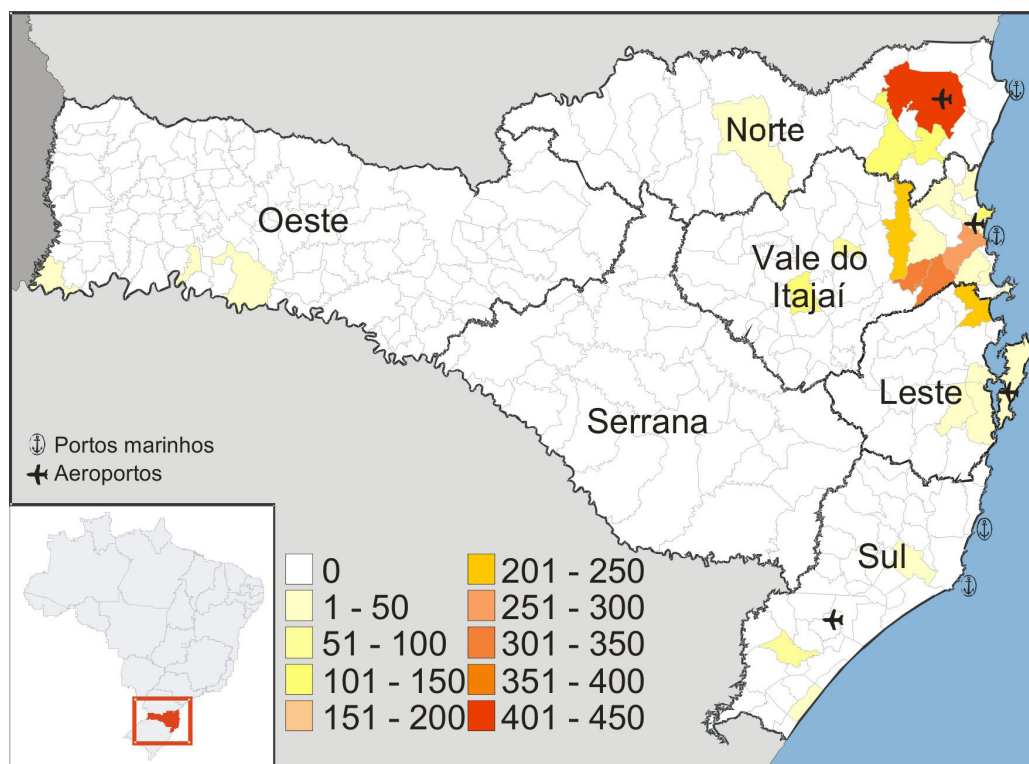 Norte
Oeste
Vale do
Itajaí
Leste
Serrana
Portos marinhos
Aeroportos
Sul
0
1 - 50
51 - 100
101 - 150
151 - 200
201 - 250
251 - 300
301 - 350
351 - 400
401 - 450